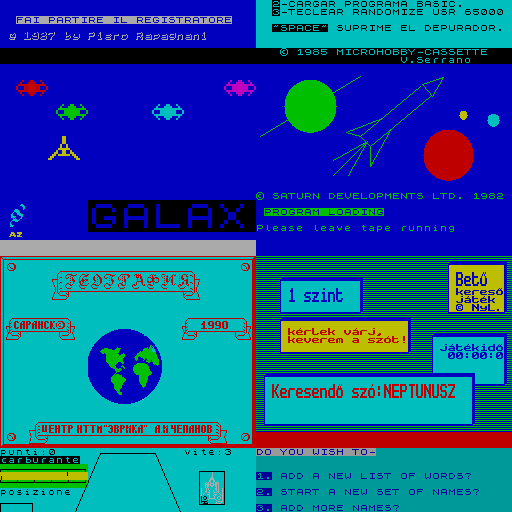 FAI PARTIRE IL REGISTRATORE
© 1987 by Piero Rapagnani
2-CARGAR PROGRAMA BASIC.
3-TECLEAR RANDOMIZE USR 65000
"SPACE" SUPRIME EL DEPURADOR.
© 1985 MICROHOBBY-CASSETTE
V.Serrano
GALAX
AZ
© SATURN DEVELOPMENTS LTD. 1982
PROGRAM LOADING
Please leave tape running
ГЕОГРАФИЯ
САРАНСК©
1990
ЦЕНТР НТТМ"ЭВРИКА" А.И.ЧЕПАНОВ
1 szint
Betű
kereső
játék
© NyL.
kérlek várj,
keverem a szót!
Játékidő
00:00:0
Keresendő szó:NEPTUNUSZ
punti:0
vite:3
carburante
posizione
DO YOU WISH TO-
1. ADD A NEW LIST OF WORDS?
2. START A NEW SET OF NAMES?
3. ADD MORE NAMES?